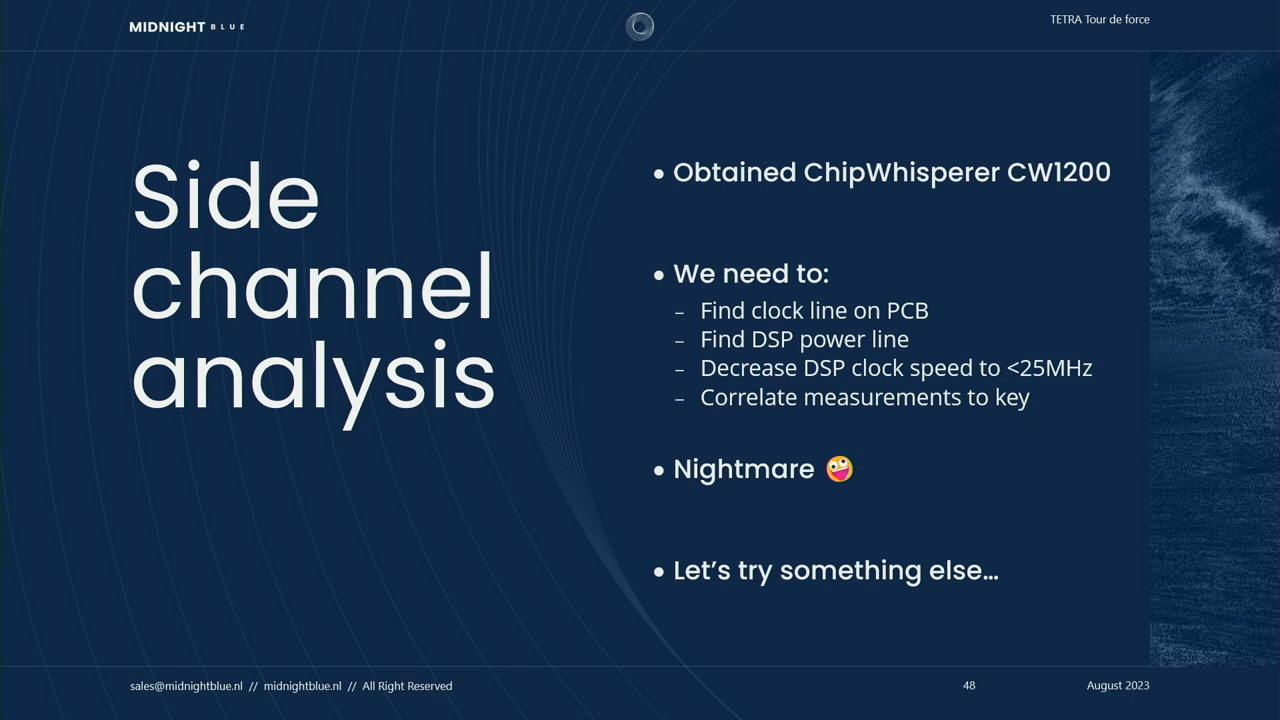 MIDNIGHT BLUE
TETRA Tour de force
Side
channel
analysis
• Obtained ChipWhisperer CW1200
• We need to:
– Find clock line on PCB
– Find DSP power line
– Decrease DSP clock speed to <25MHz
– Correlate measurements to key
• Nightmare 🤪
• Let’s try something else…
sales@midnightblue.nl // midnightblue.nl // All Right Reserved
48
August 2023